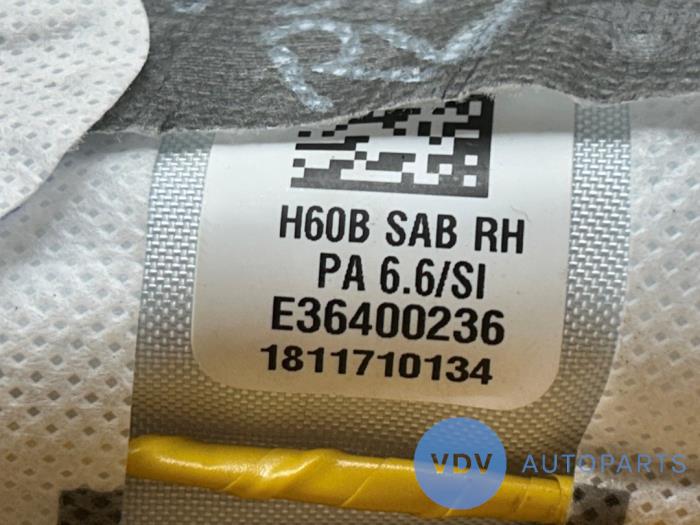 H60B SAB RH
PA 6.6/SI
E36400236
1811710134
VDV AUTOPARTS